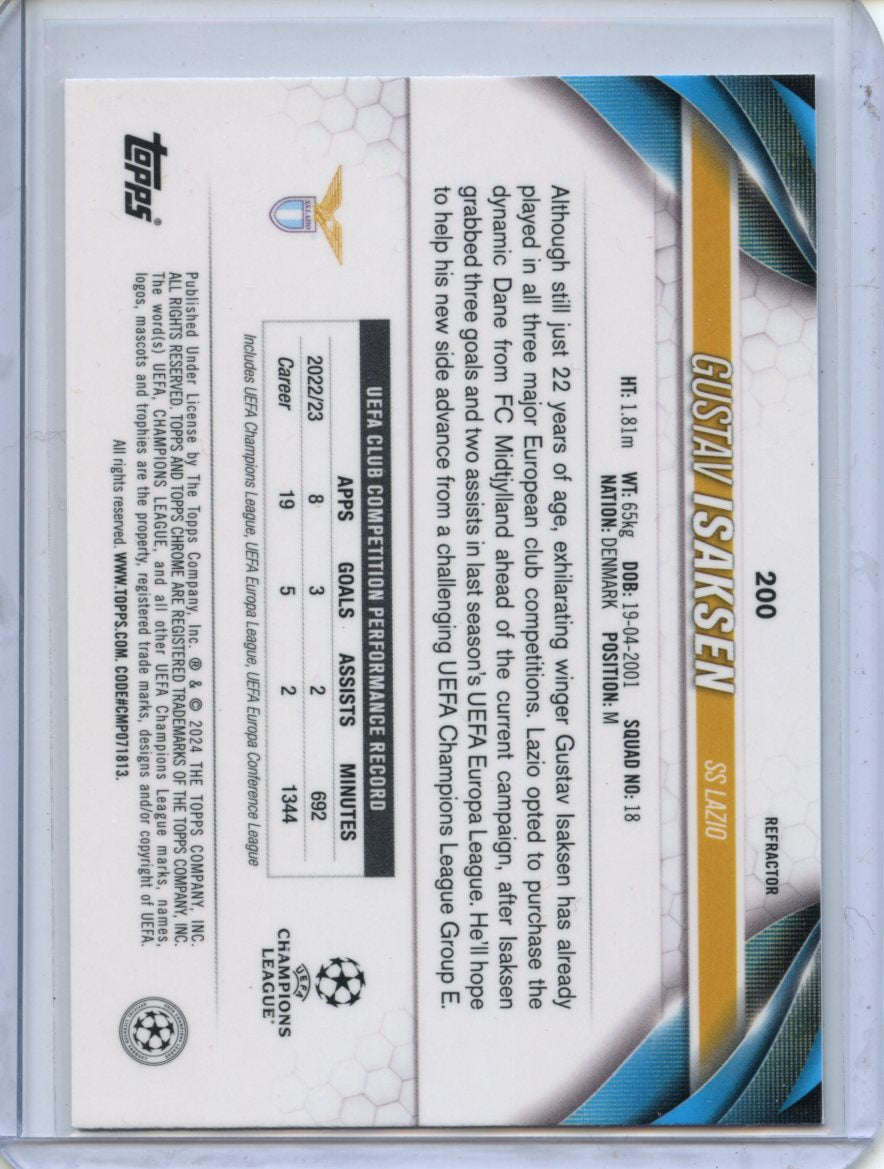 200
REFRACTOR
GUSTAV ISAKSEN SS LAZIO
HT: 1.81m WT: 65kg DOB: 19-04-2001 SQUAD NO: 18
NATION: DENMARK POSITION: M
Although still just 22 years of age, exhilarating winger Gustav Isaksen has already
played in all three major European club competitions. Lazio opted to purchase the
dynamic Dane from FC Midtjylland ahead of the current campaign, after Isaksen
grabbed three goals and two assists in last season's UEFA Europa League. He'll hope
to help his new side advance from a challenging UEFA Champions League Group E.
UEFA CLUB COMPETITION PERFORMANCE RECORD
APPS GOALS ASSISTS MINUTES
2022/23 8 3 2 692
Career 19 5 2 1344
Includes UEFA Champions League, UEFA Europa League, UEFA Europa Conference League
S.S. LAZIO
UEFA
CHAMPIONS
LEAGUE®
topps®
Published Under License by The Topps Company, Inc. ® & © 2024 THE TOPPS COMPANY, INC.
ALL RIGHTS RESERVED. TOPPS AND TOPPS CHROME ARE REGISTERED TRADEMARKS OF THE TOPPS COMPANY, INC.
The word(s) UEFA, CHAMPIONS LEAGUE, and all other UEFA Champions League marks, names,
logos, mascots and trophies are the property, registered trade marks, designs and/or copyright of UEFA.
All rights reserved. WWW.TOPPS.COM. CODE#CMP071813.